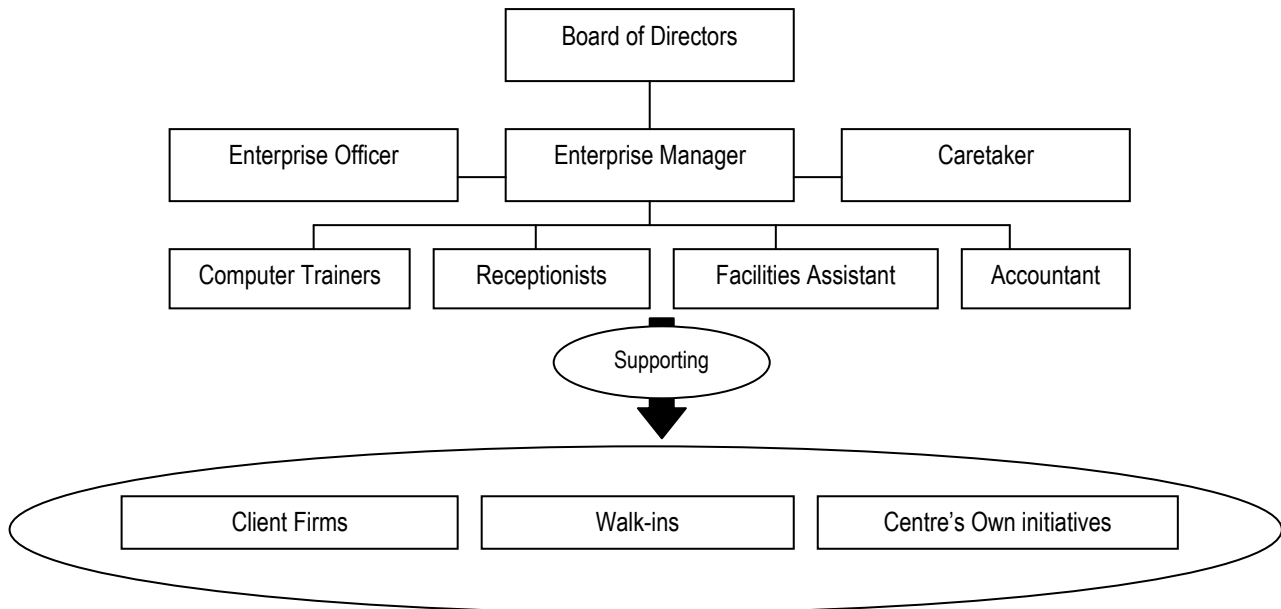 Board of Directors
Enterprise Officer
Enterprise Manager
Caretaker
Computer Trainers
Receptionists
Facilities Assistant
Accountant
Supporting
Client Firms
Walk-ins
Centre’s Own initiatives